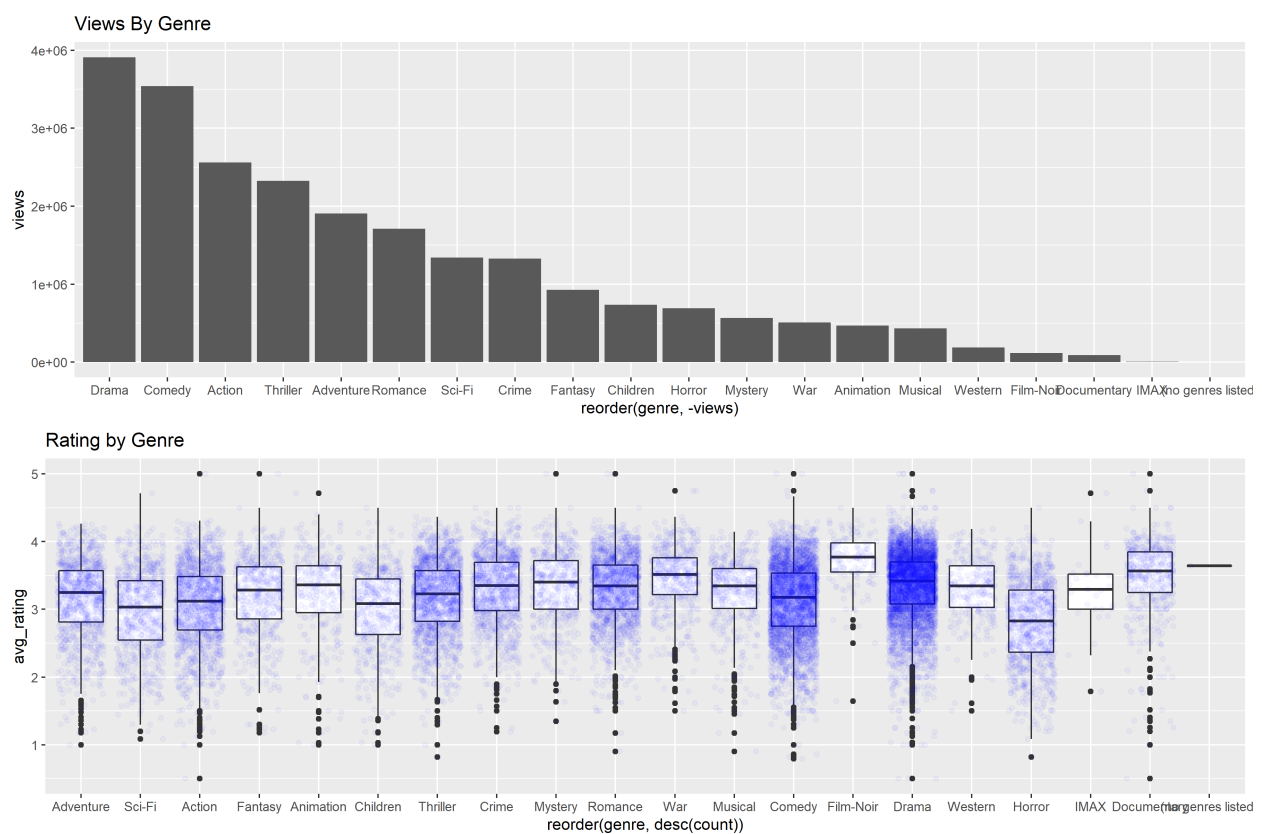 Views By Genre
4e+06
3e+06
2e+06
1e+06
0e+00
views
Drama Comedy Action Thriller Adventure Romance Sci-Fi Crime Fantasy Children Horror Mystery War Animation Musical Western Film-Noir Documentary IMAX (no genres listed
reorder(genre, -views)
Rating by Genre
5
4
3
2
1
avg_rating
Adventure Sci-Fi Action Fantasy Animation Children Thriller Crime Mystery Romance War Musical Comedy Film-Noir Drama Western Horror IMAX Documentary (no genres listed
reorder(genre, desc(count))